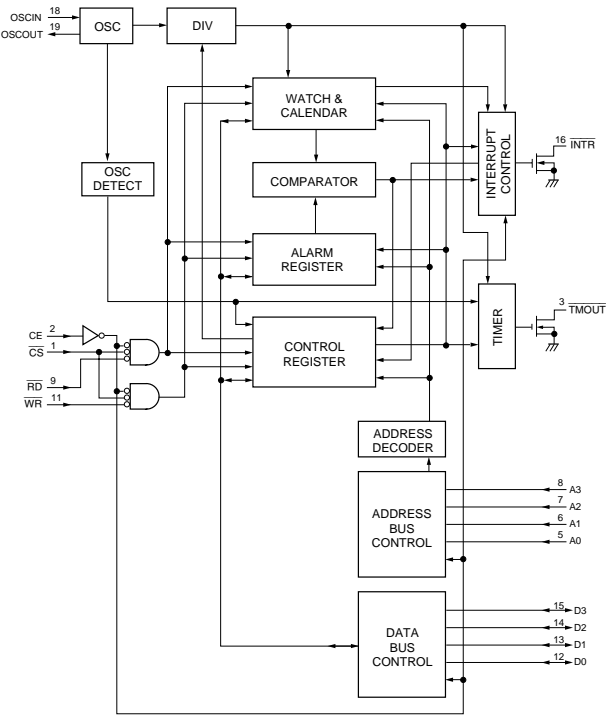 OSCIN 18
OSCOUT 19
OSC
DIV
WATCH &
CALENDAR
OSC
DETECT
COMPARATOR
INTERRUPT
CONTROL
16 INTR
ALARM
REGISTER
CE 2
CS 1
RD 9
WR 11
CONTROL
REGISTER
TIMER
3 TMOUT
ADDRESS
DECODER
ADDRESS
BUS
CONTROL
8 A3
7 A2
6 A1
5 A0
DATA
BUS
CONTROL
15 D3
14 D2
13 D1
12 D0